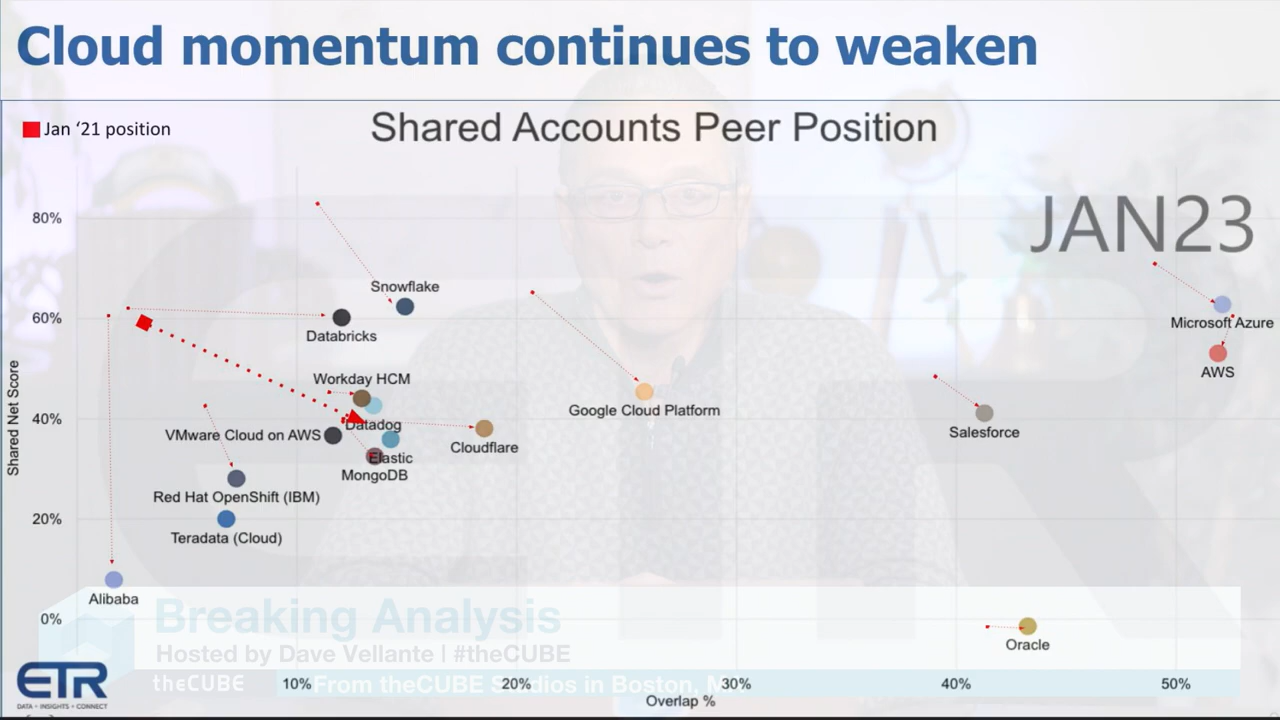 Cloud momentum continues to weaken
Jan ‘21 position
Shared Accounts Peer Position
JAN23
80%
Snowflake
60%
Databricks
Microsoft Azure
AWS
Workday HCM
Google Cloud Platform
40%
Datadog
VMware Cloud on AWS
Salesforce
Cloudflare
Elastic
MongoDB
Red Hat OpenShift (IBM)
20%
Teradata (Cloud)
Alibaba
0%
Oracle
Shared Net Score
Breaking Analysis
Hosted by Dave Vellante | #theCUBE
theCUBE
From theCUBE Studios in Boston,
ETR
DATA • INSIGHTS • CONNECT
10%
20%
30%
40%
50%
Overlap %